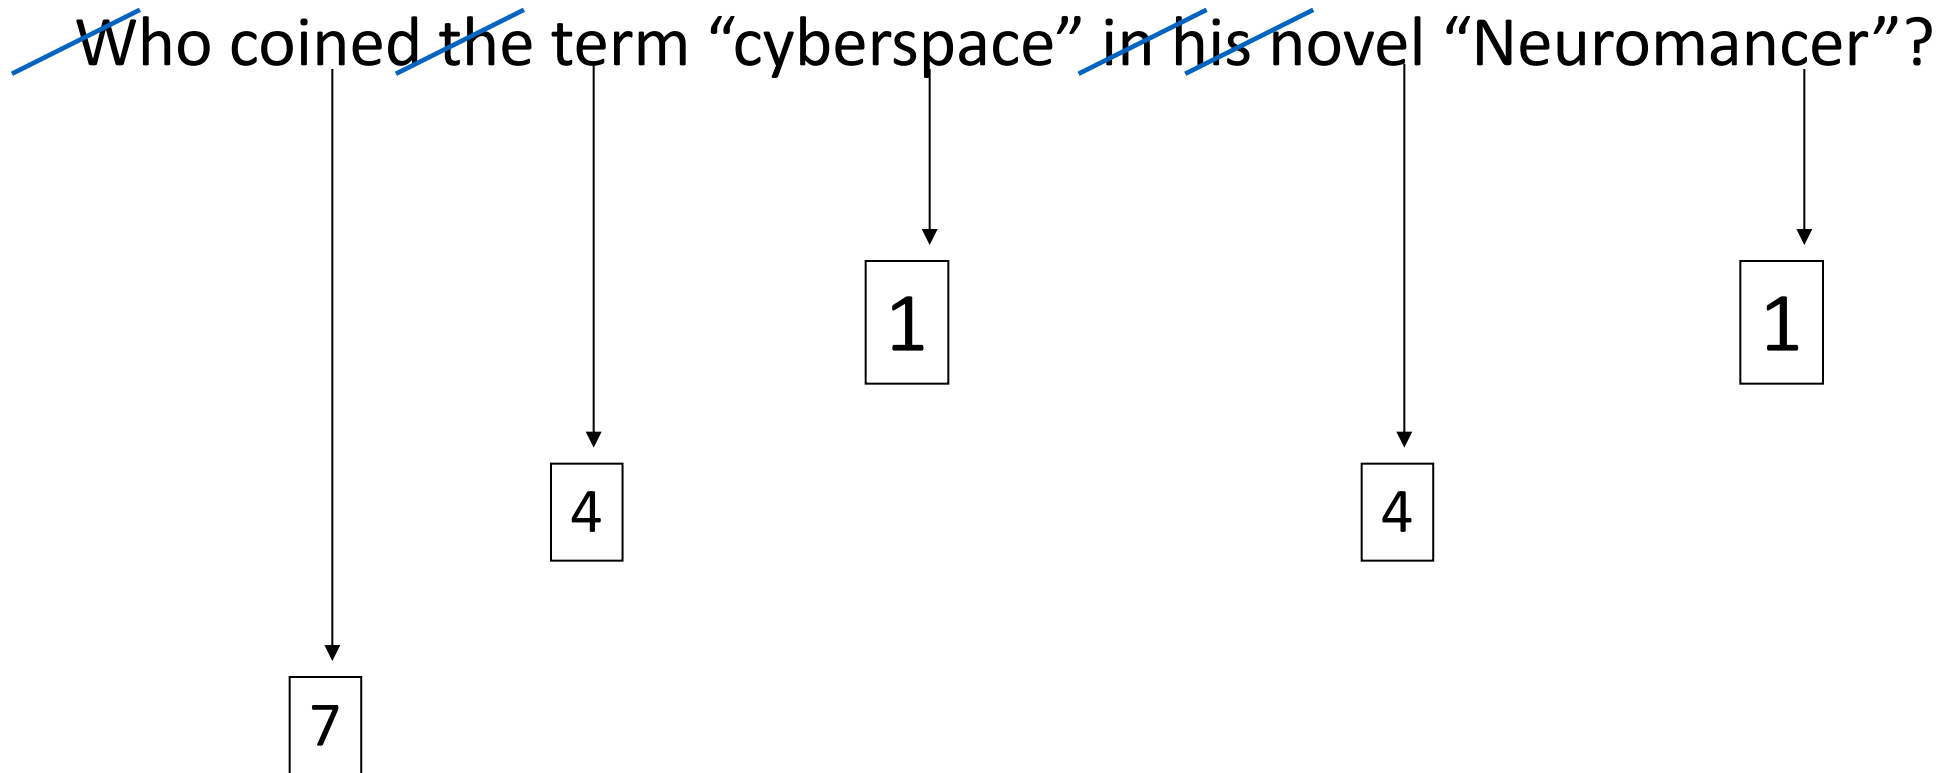 Who coined the term “cyberspace” in his novel “Neuromancer”?
1 1
4 4
7